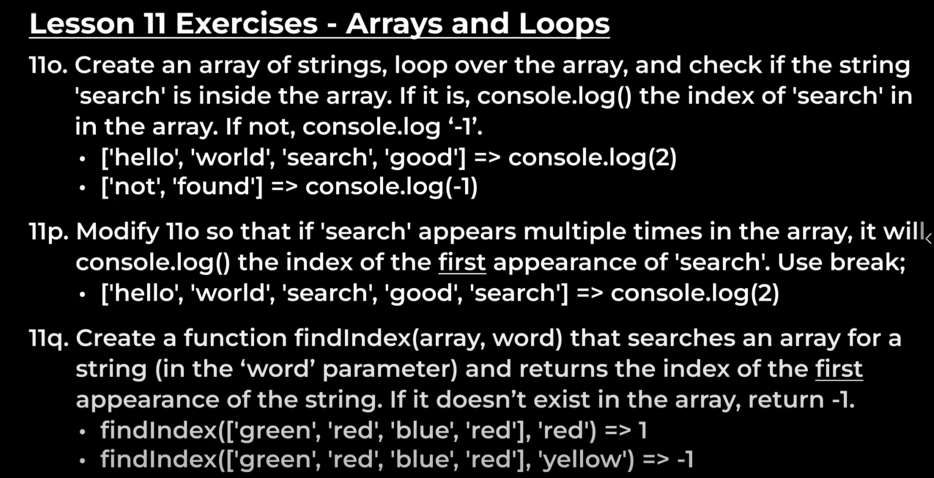 Lesson 11 Exercises - Arrays and Loops
11o. Create an array of strings, loop over the array, and check if the string
'search' is inside the array. If it is, console.log() the index of 'search' in
in the array. If not, console.log ‘-1’.
• ['hello', 'world', 'search', 'good'] => console.log(2)
• ['not', 'found'] => console.log(-1)
11p. Modify 11o so that if 'search' appears multiple times in the array, it will
console.log() the index of the first appearance of 'search'. Use break;
• ['hello', 'world', 'search', 'good', 'search'] => console.log(2)
11q. Create a function findIndex(array, word) that searches an array for a
string (in the ‘word’ parameter) and returns the index of the first
appearance of the string. If it doesn’t exist in the array, return -1.
• findIndex(['green', 'red', 'blue', 'red'], 'red') => 1
• findIndex(['green', 'red', 'blue', 'red'], 'yellow') => -1